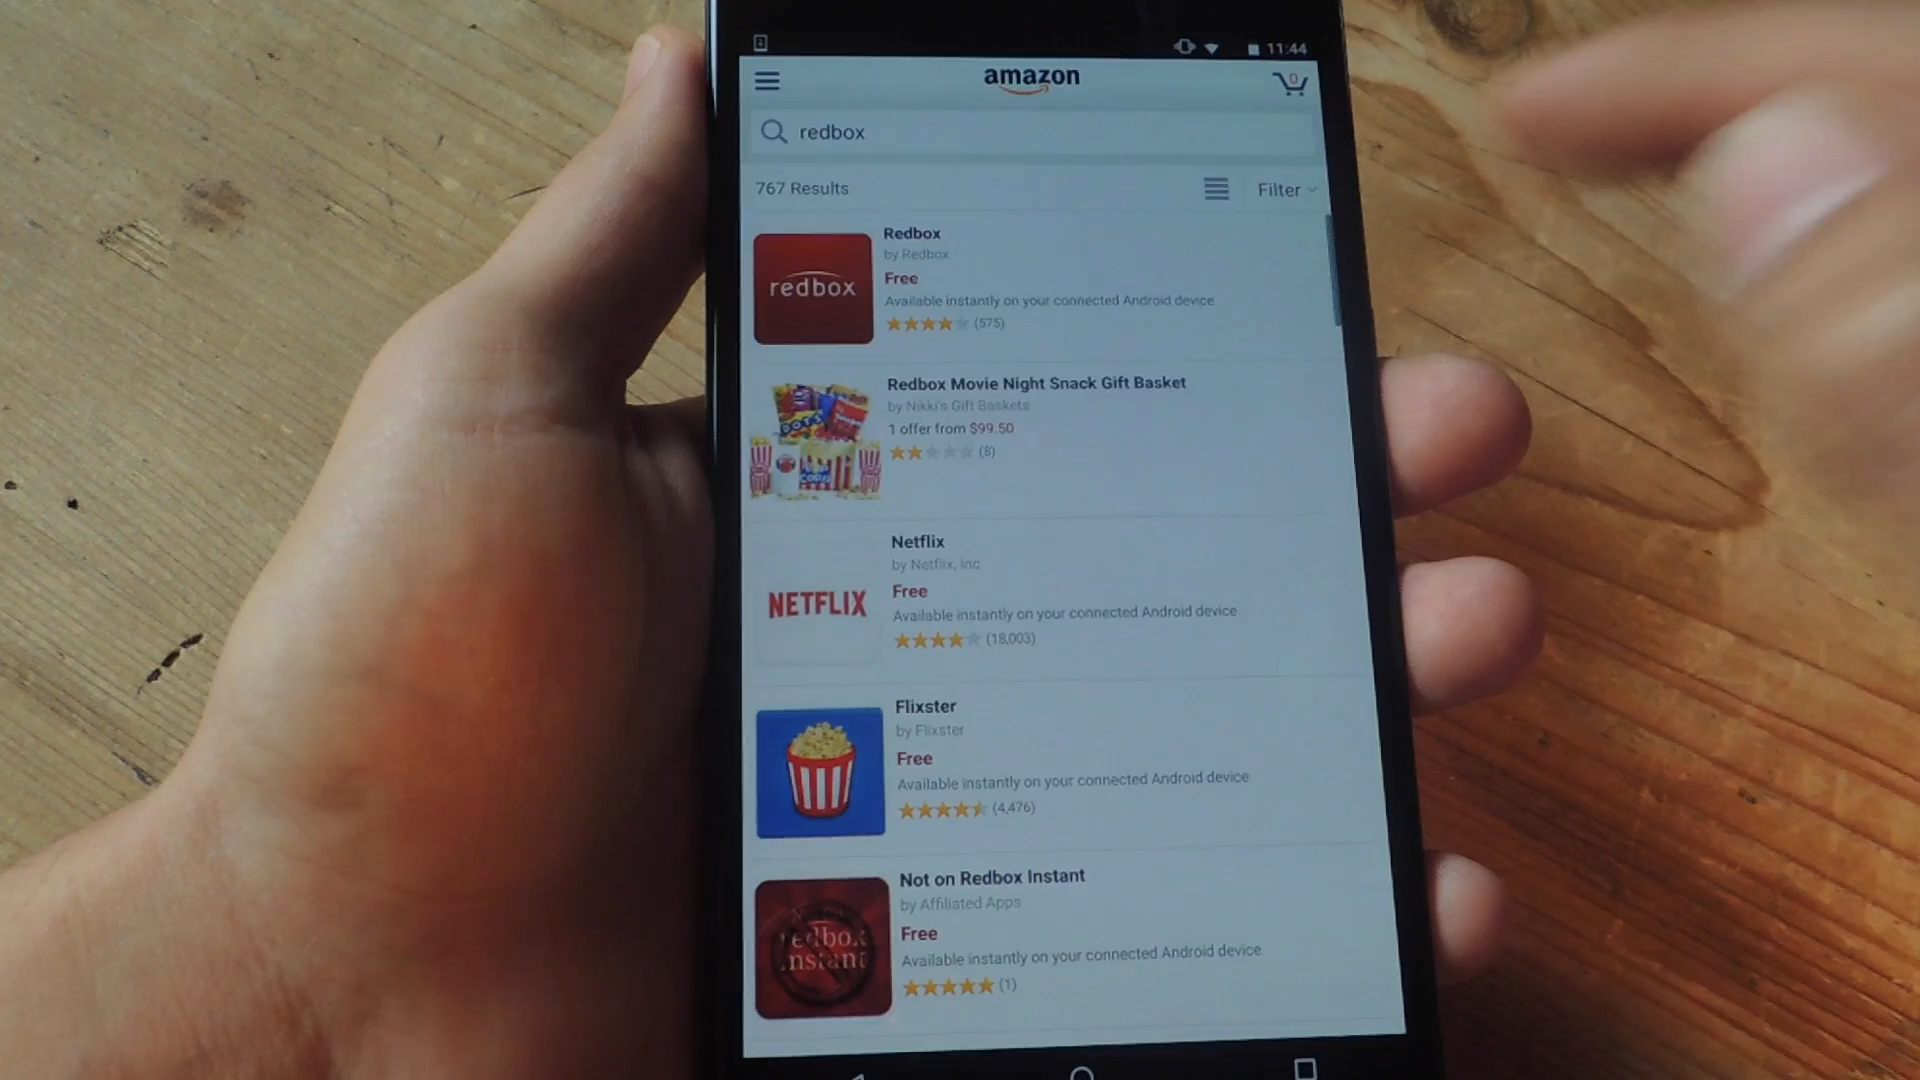 11:44
amazon
0
redbox
767 Results
Filter
redbox
Redbox
by Redbox
Free
Available instantly on your connected Android device
(575)
DOTS
Redbox Movie Night Snack Gift Basket
by Nikki's Gift Baskets
1 offer from $99.50
(8)
NETFLIX
Netflix
by Netflix, Inc
Free
Available instantly on your connected Android device
(18,003)
Flixster
by Flixster
Free
Available instantly on your connected Android device
(4,476)
redbox
instant
Not on Redbox Instant
by Affiliated Apps
Free
Available instantly on your connected Android device
(1)